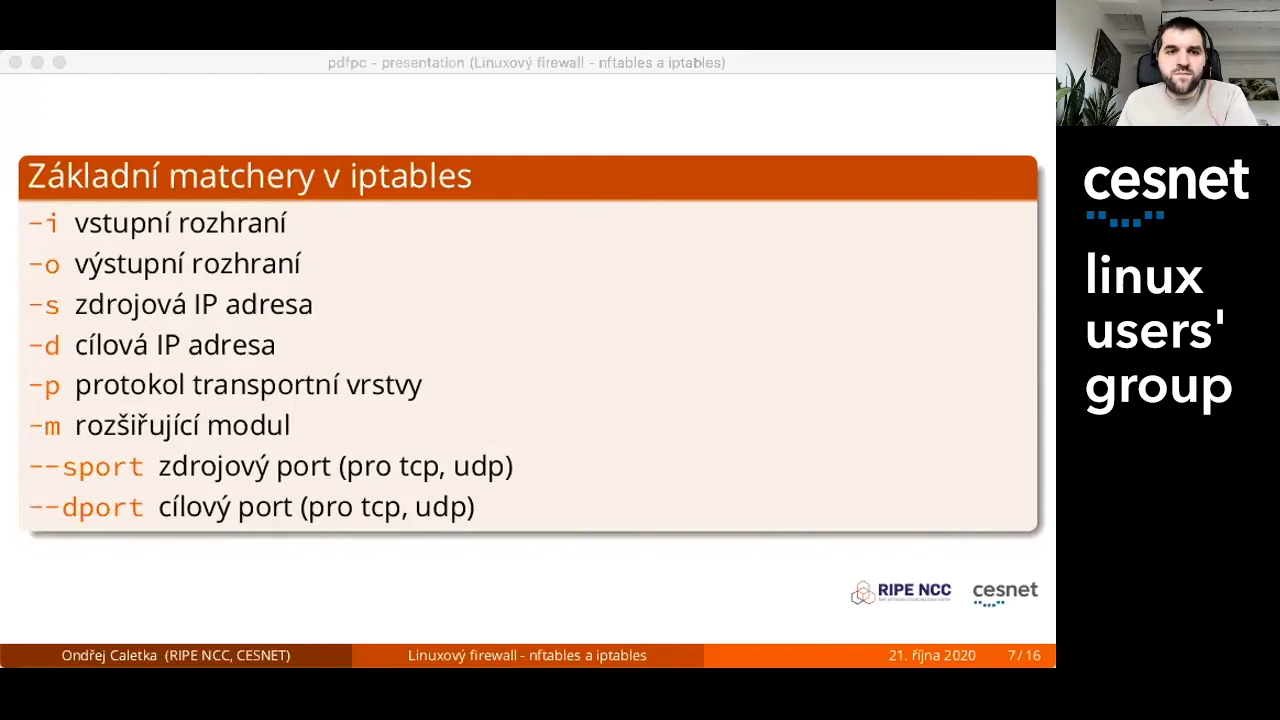 pdfpc - presentation (Linuxový firewall - nftables a iptables)
Základní matchery v iptables
-i vstupní rozhraní
-o výstupní rozhraní
-s zdrojová IP adresa
-d cílová IP adresa
-p protokol transportní vrstvy
-m rozšiřující modul
--sport zdrojový port (pro tcp, udp)
--dport cílový port (pro tcp, udp)
RIPE NCC
cesnet
Ondřej Caletka (RIPE NCC, CESNET)
Linuxový firewall - nftables a iptables
21. října 2020
7 / 16
cesnet
linux
users'
group